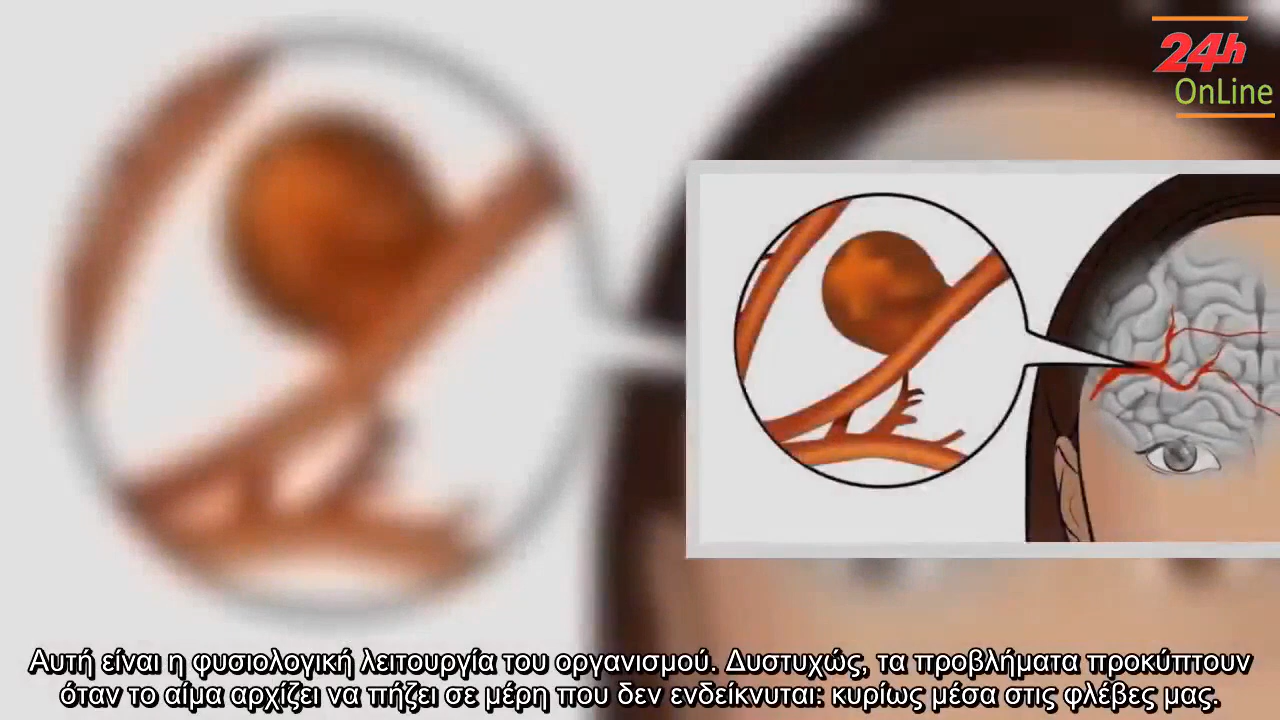 24h
OnLine
Αυτή είναι η φυσιολογική λειτουργία του οργανισμού. Δυστυχώς, τα προβλήματα προκύπτουν
όταν το αίμα αρχίζει να πήζει σε μέρη που δεν ενδείκνυται: κυρίως μέσα στις φλέβες μας.